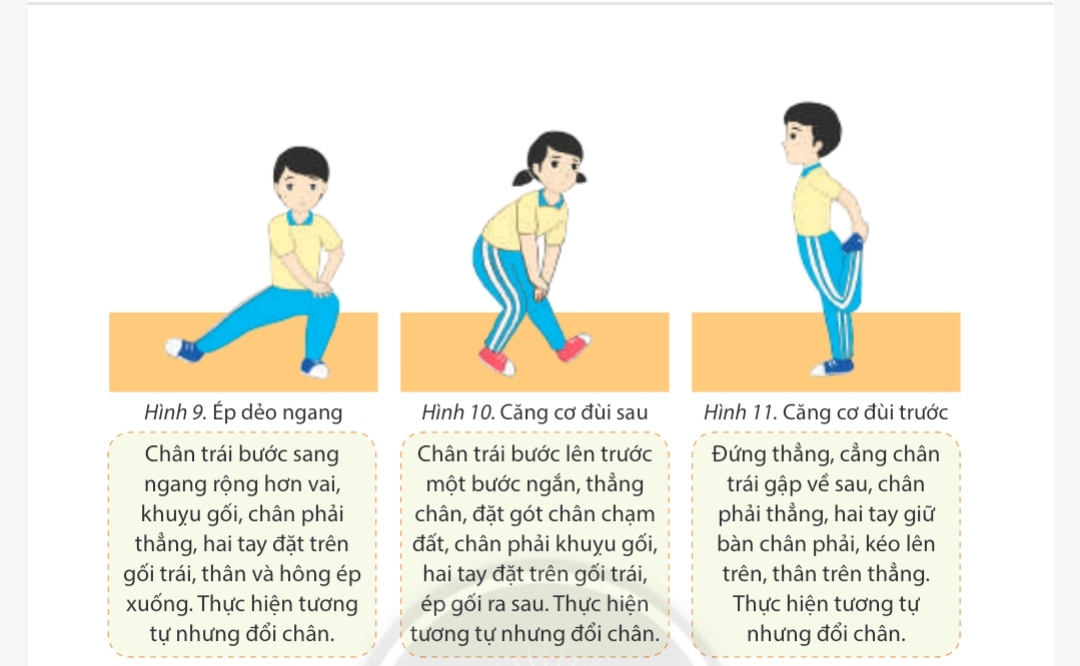 Hình 9. Ép dẻo ngang
Chân trái bước sang
ngang rộng hơn vai,
khuỵu gối, chân phải
thẳng, hai tay đặt trên
gối trái, thân và hông ép
xuống. Thực hiện tương
tự nhưng đổi chân.
Hình 10. Căng cơ đùi sau
Chân trái bước lên trước
một bước ngắn, thẳng
chân, đặt gót chân chạm
đất, chân phải khuỵu gối,
hai tay đặt trên gối trái,
ép gối ra sau. Thực hiện
tương tự nhưng đổi chân.
Hình 11. Căng cơ đùi trước
Đứng thẳng, cẳng chân
trái gập về sau, chân
phải thẳng, hai tay giữ
bàn chân phải, kéo lên
trên, thân trên thẳng.
Thực hiện tương tự
nhưng đổi chân.